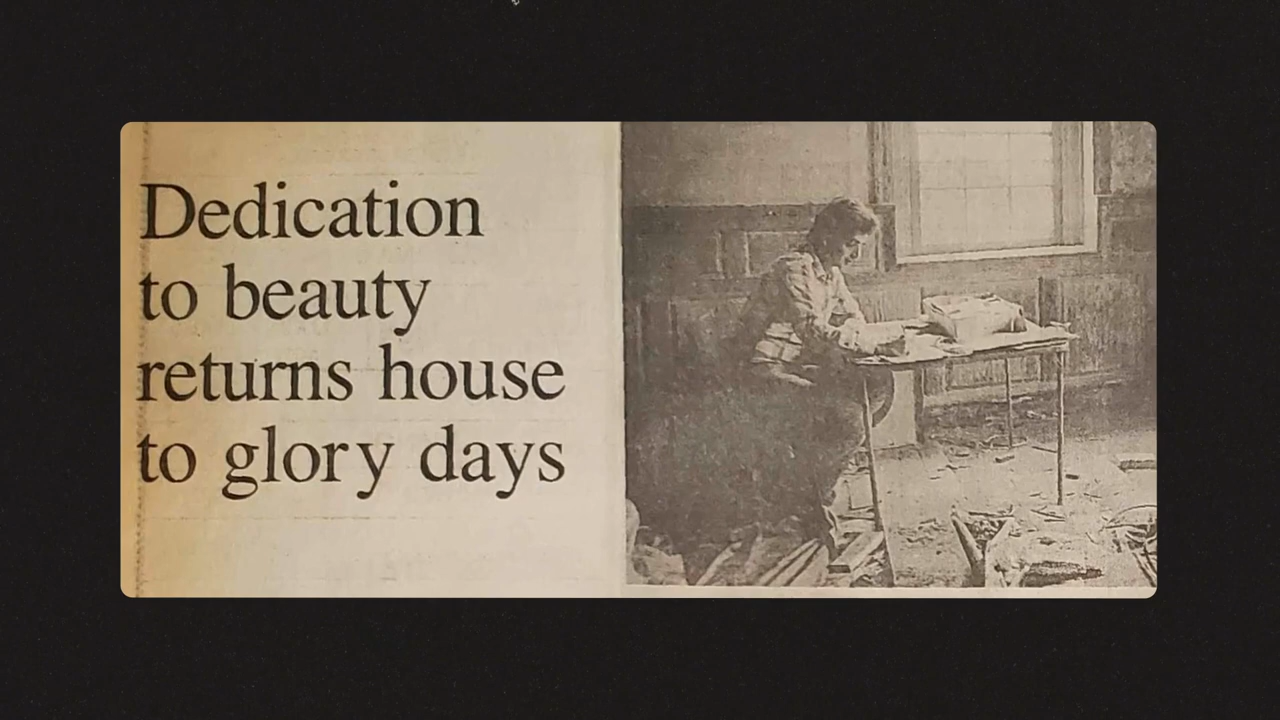 Dedication
to beauty
returns house
to glory days